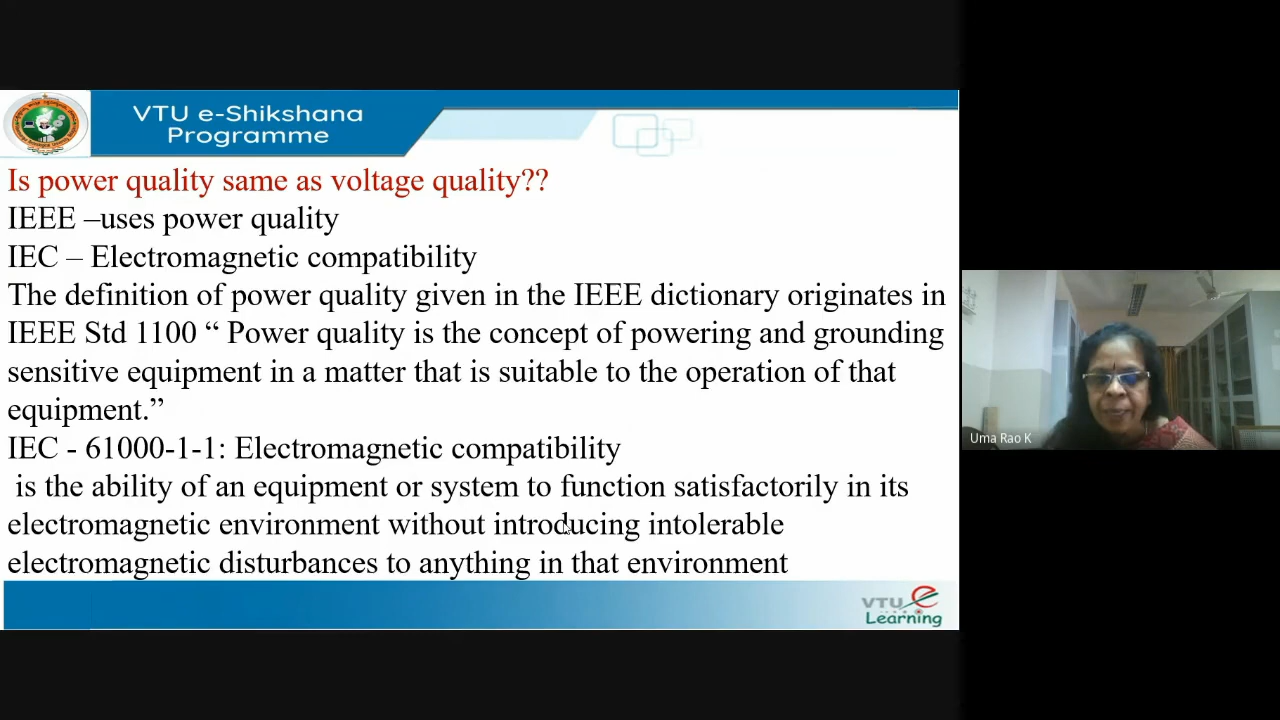 VTU e-Shikshana
Programme
Is power quality same as voltage quality??
IEEE –uses power quality
IEC – Electromagnetic compatibility
The definition of power quality given in the IEEE dictionary originates in
IEEE Std 1100 “ Power quality is the concept of powering and grounding
sensitive equipment in a matter that is suitable to the operation of that
equipment.”
IEC - 61000-1-1: Electromagnetic compatibility
is the ability of an equipment or system to function satisfactorily in its
electromagnetic environment without introducing intolerable
electromagnetic disturbances to anything in that environment
VTU e
Learning
Uma Rao K